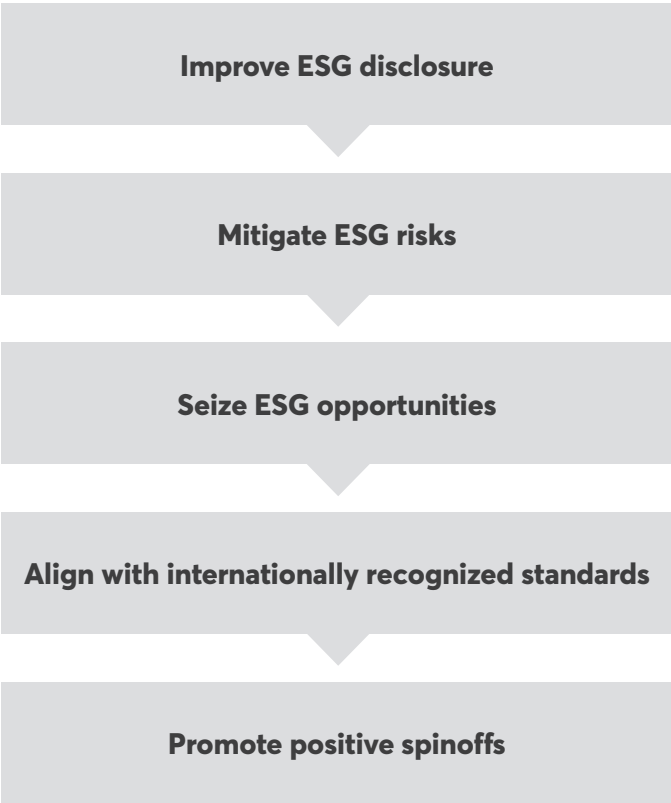 Improve ESG disclosure
Mitigate ESG risks
Seize ESG opportunities
Align with internationally recognized standards
Promote positive spinoffs